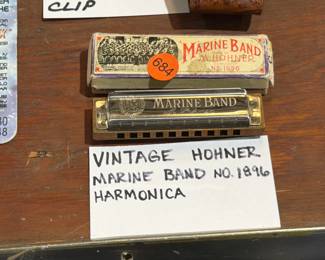 CLIP
MARINE BAND
M. HOHNER
No. 1896
684
MARINE BAND
VINTAGE HOHNER
MARINE BAND NO. 1896
HARMONICA